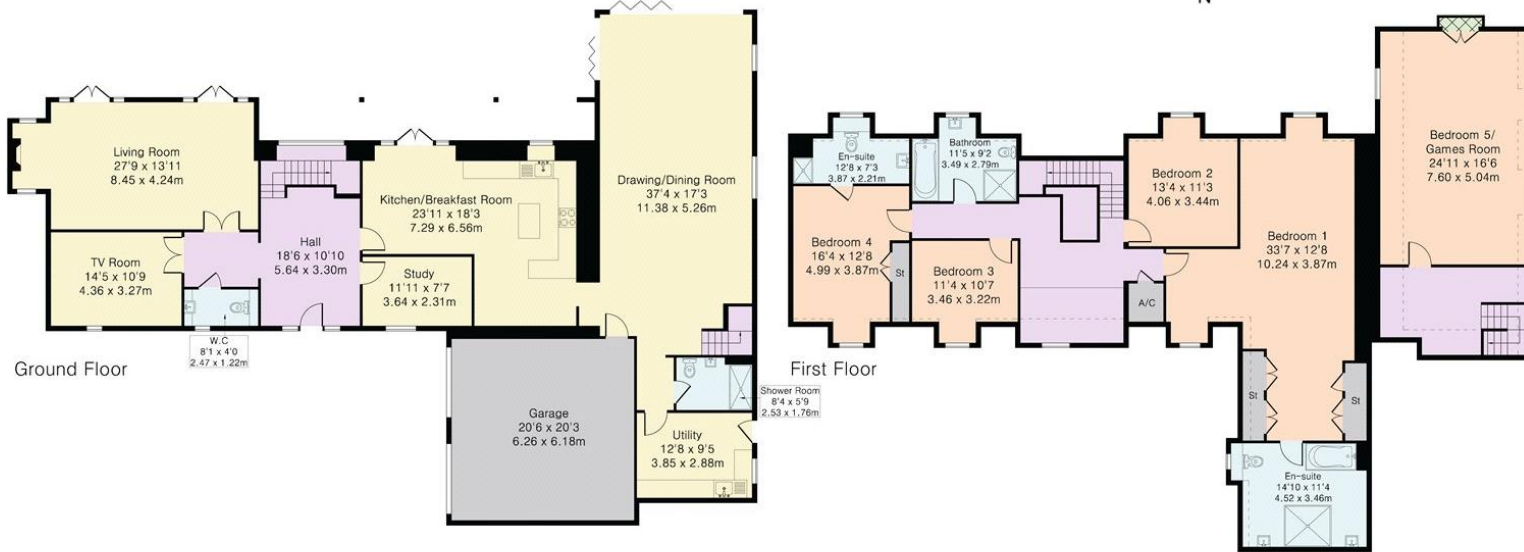 N
Living Room
27'9 x 13'11
8.45 x 4.24m
TV Room
14'5 x 10'9
4.36 x 3.27m
Hall
18'6 x 10'10
5.64 x 3.30m
W.C
8'1 x 4'0
2.47 x 1.22m
Kitchen/Breakfast Room
23'11 x 18'3
7.29 x 6.56m
Study
11'11 x 7'7
3.64 x 2.31m
Drawing/Dining Room
37'4 x 17'3
11.38 x 5.26m
Garage
20'6 x 20'3
6.26 x 6.18m
Shower Room
8'4 x 5'9
2.53 x 1.76m
Utility
12'8 x 9'5
3.85 x 2.88m
Ground Floor
En-suite
12'8 x 7'3
3.87 x 2.21m
Bathroom
11'5 x 9'2
3.49 x 2.79m
Bedroom 2
13'4 x 11'3
4.06 x 3.44m
Bedroom 4
16'4 x 12'8
4.99 x 3.87m
St
Bedroom 3
11'4 x 10'7
3.46 x 3.22m
A/C
Bedroom 1
33'7 x 12'8
10.24 x 3.87m
St
St
En-suite
14'10 x 11'4
4.52 x 3.46m
Bedroom 5/
Games Room
24'11 x 16'6
7.60 x 5.04m
First Floor